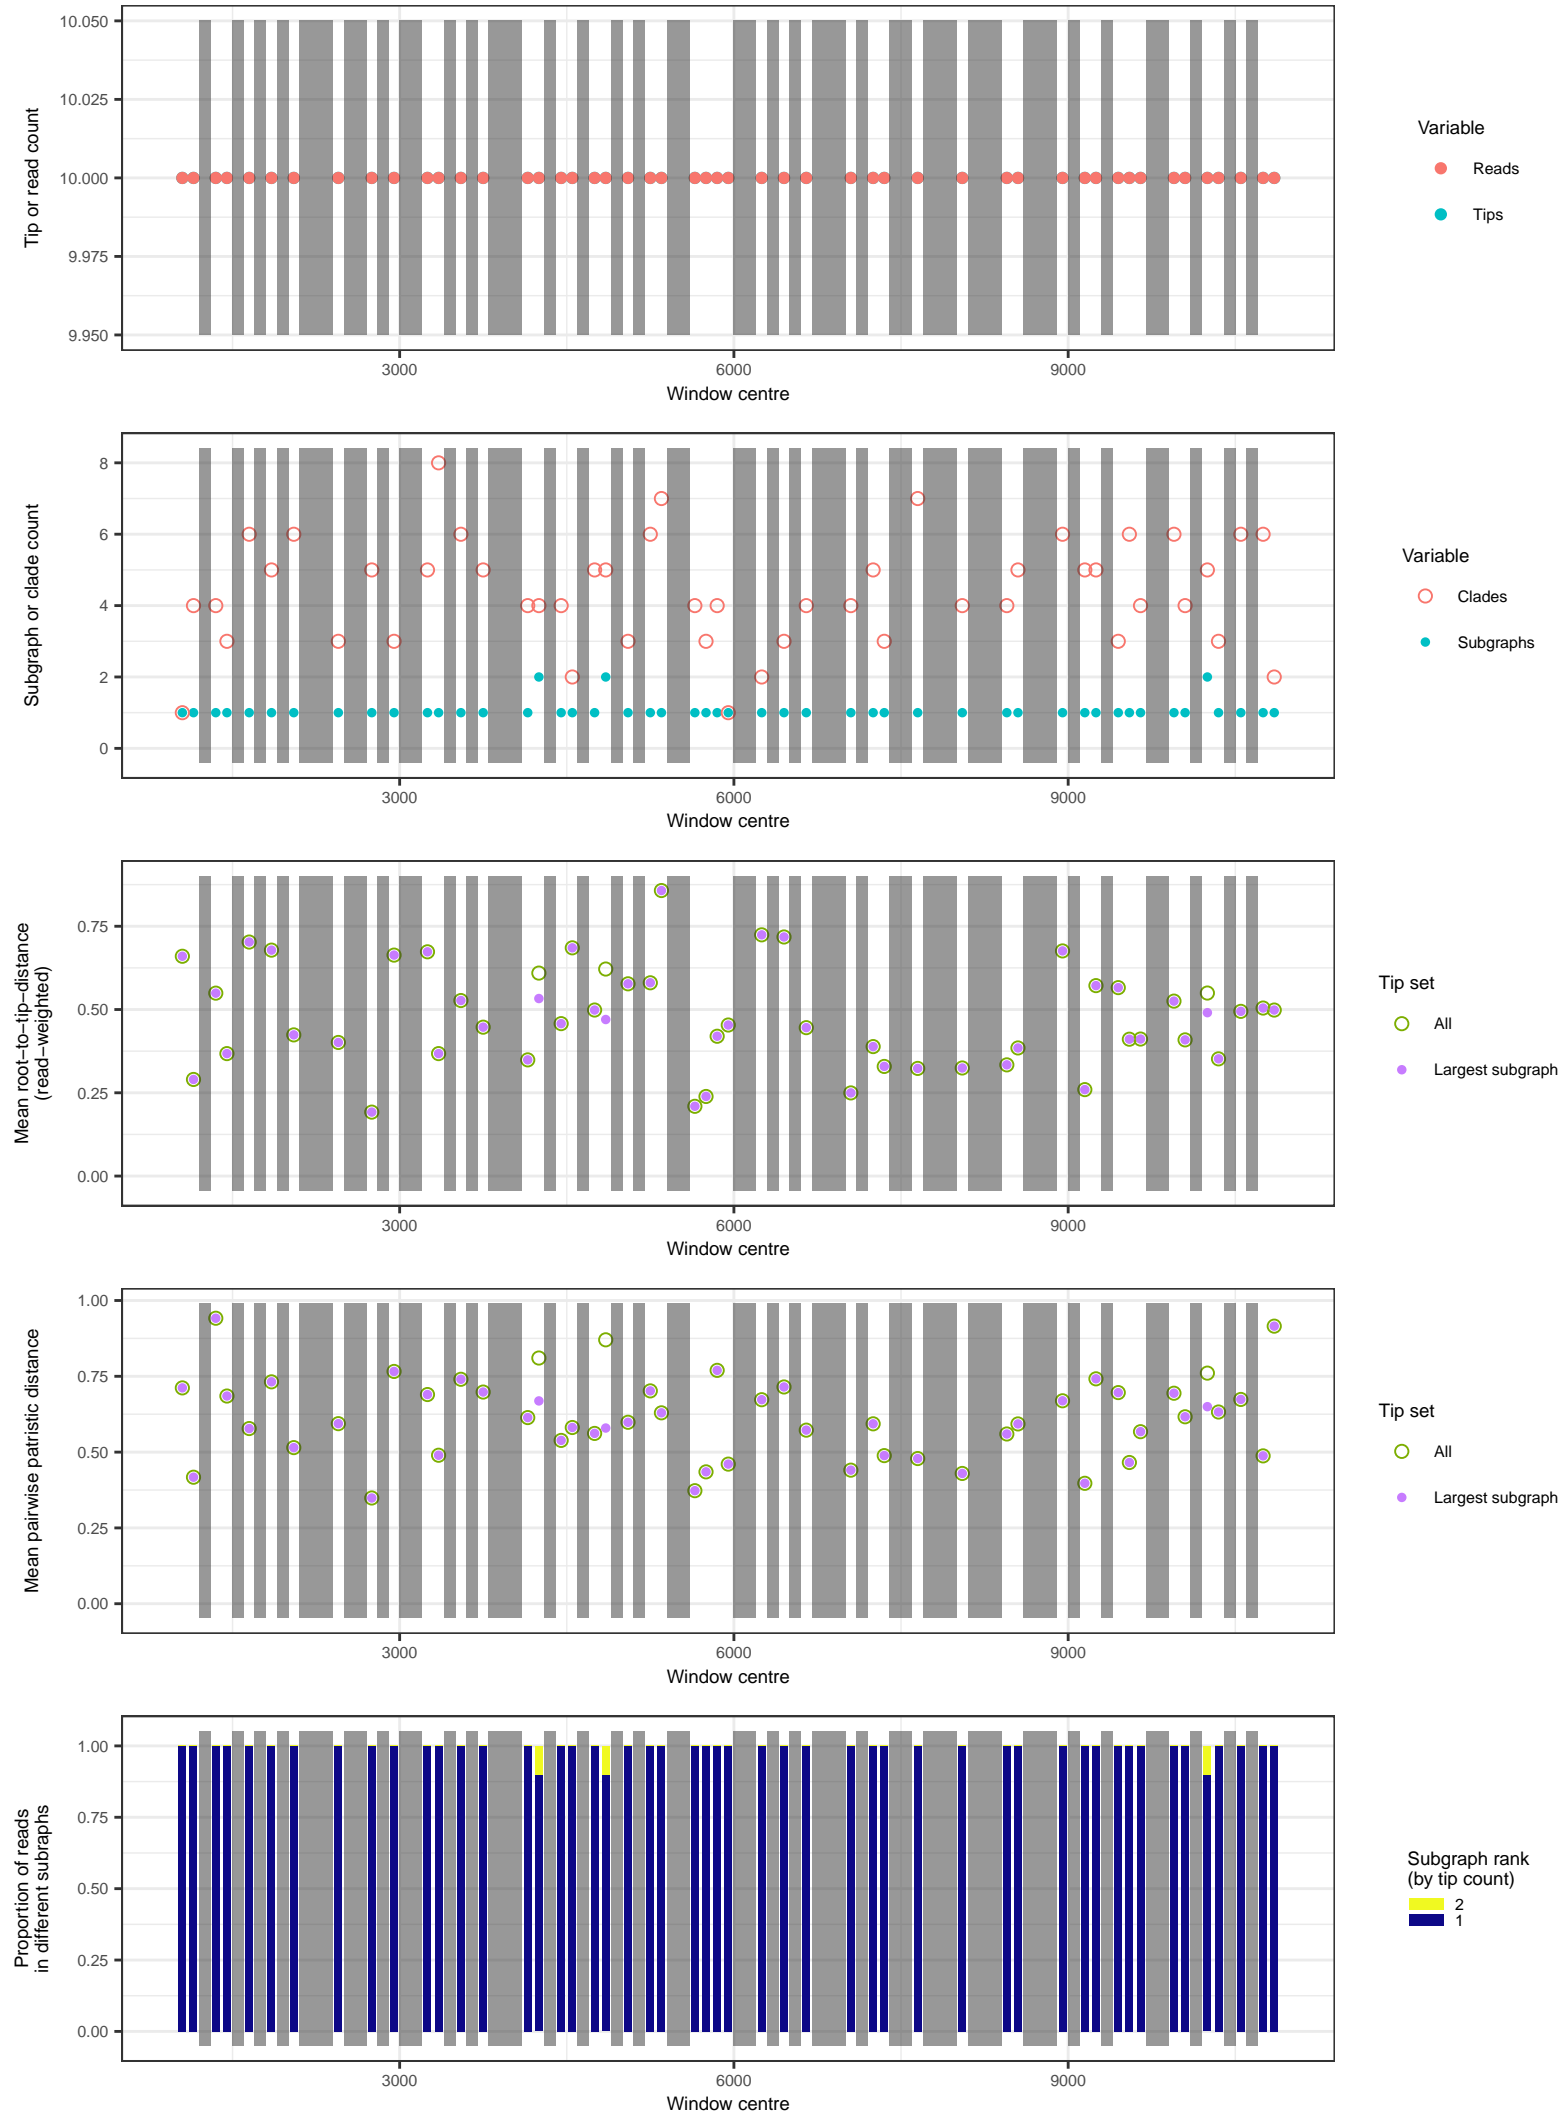 10.050
10.025
10.000
9.975
9.950
Tip or read count
3000
6000
9000
Window centre
Variable
Reads
Tips
8
6
4
2
0
Subgraph or clade count
3000
6000
9000
Window centre
Variable
Clades
Subgraphs
0.75
0.50
0.25
0.00
Mean root−to−tip−distance
(read−weighted)
3000
6000
9000
Window centre
Tip set
All
Largest subgraph
1.00
0.75
0.50
0.25
0.00
Mean pairwise patristic distance
3000
6000
9000
Window centre
Tip set
All
Largest subgraph
1.00
0.75
0.50
0.25
0.00
Proportion of reads
in different subraphs
3000
6000
9000
Window centre
Subgraph rank
(by tip count)
2
1